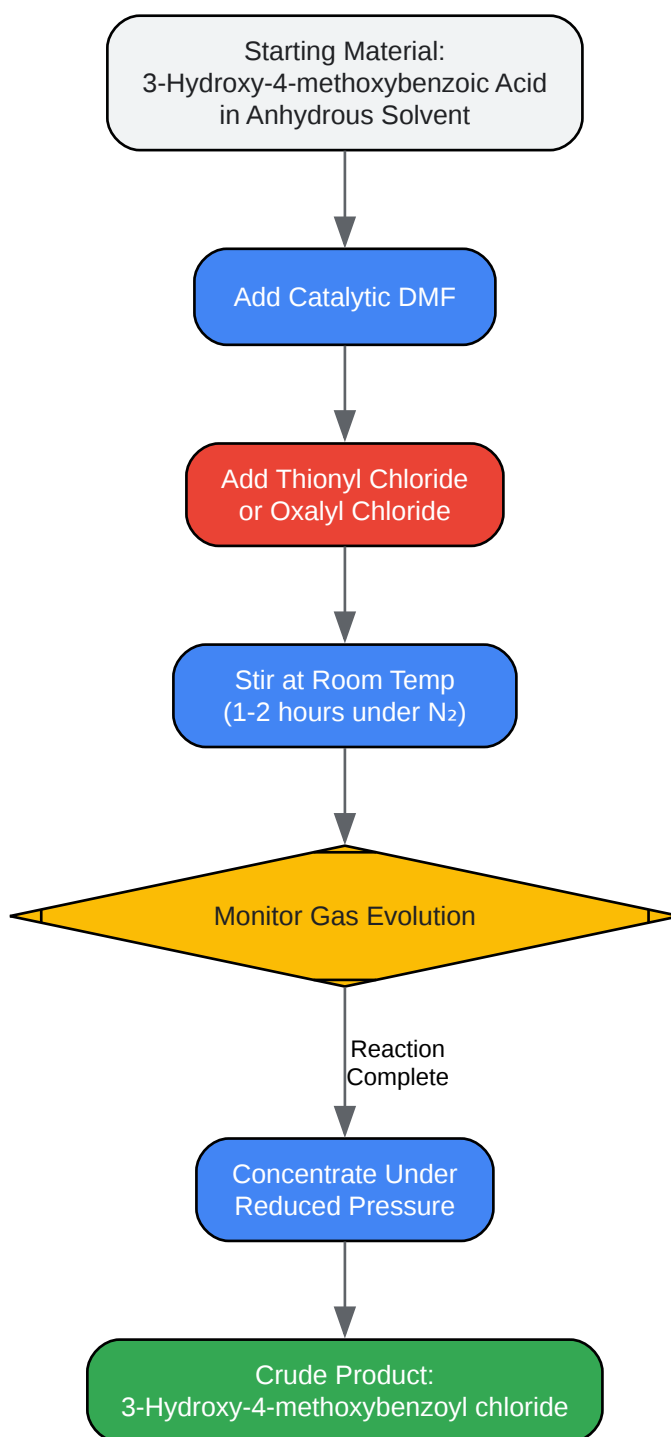 Starting Material:
3-Hydroxy-4-methoxybenzoic Acid
in Anhydrous Solvent
Add Catalytic DMF
Add Thionyl Chloride
or Oxalyl Chloride
Stir at Room Temp
(1-2 hours under N₂)
Monitor Gas Evolution
Reaction
Complete
Concentrate Under
Reduced Pressure
Crude Product:
3-Hydroxy-4-methoxybenzoyl chloride